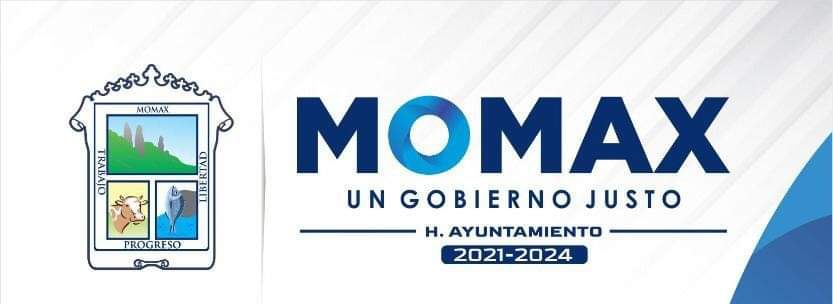 MOMAX
TRABAJO
LIBERTAD
PROGRESO
MOMAX
UN GOBIERNO JUSTO
H. AYUNTAMIENTO
2021-2024